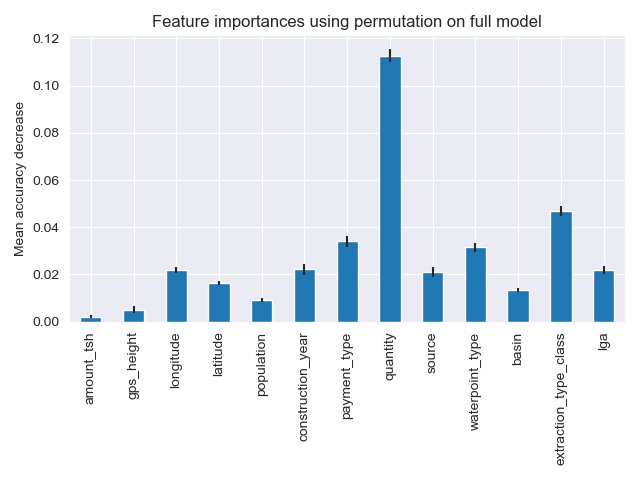 Feature importances using permutation on full model
Mean accuracy decrease
0.12
0.10
0.08
0.06
0.04
0.02
0.00
amount_tsh
gps_height
longitude
latitude
population
construction_year
payment_type
quantity
source
waterpoint_type
basin
extraction_type_class
lga